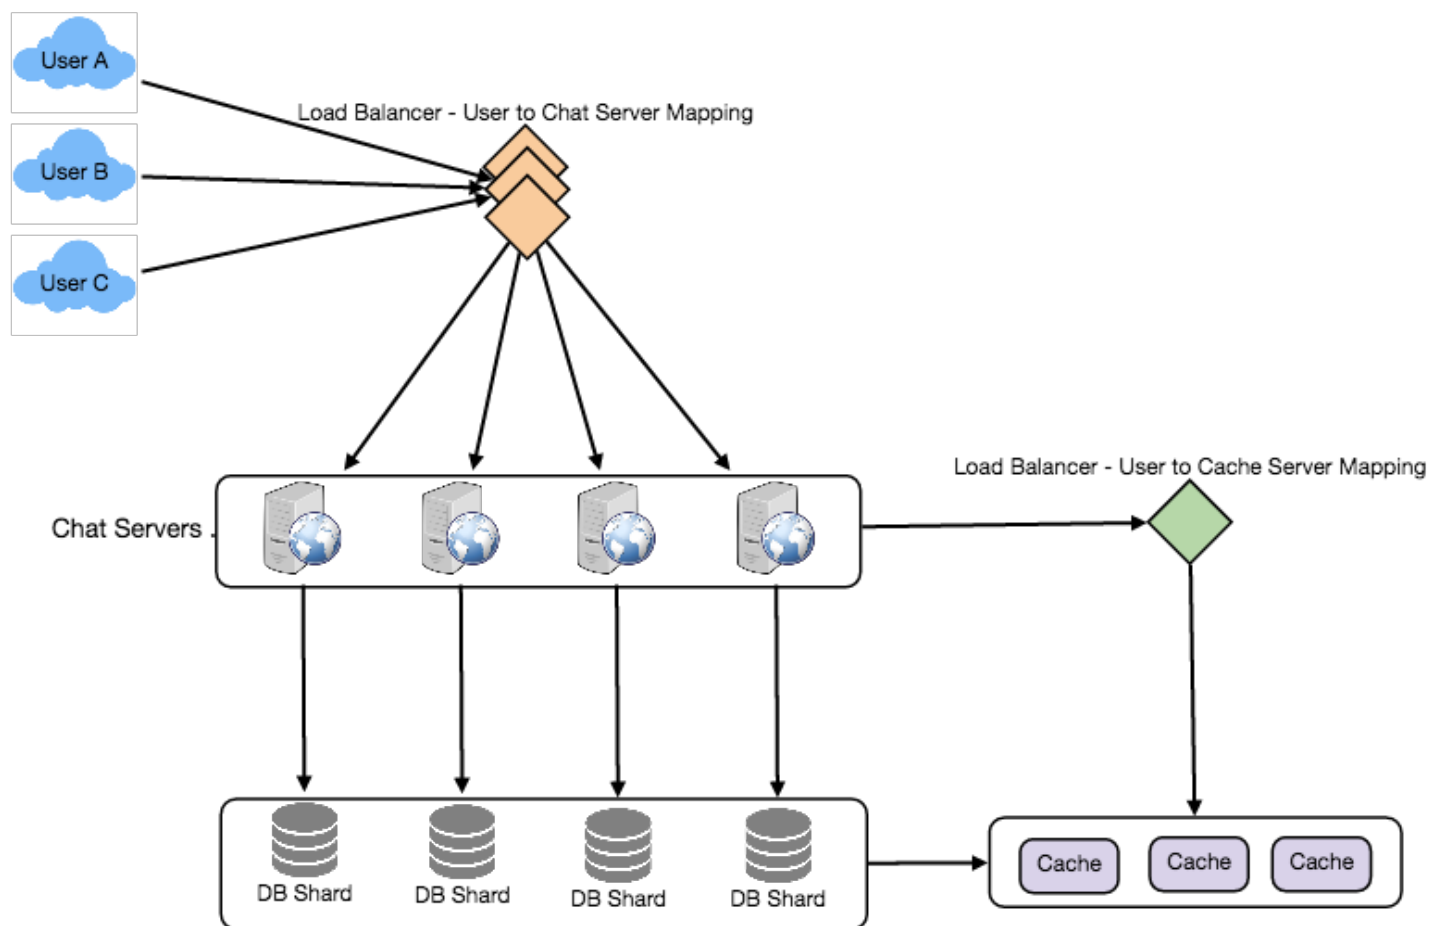 User A
Load Balancer - User to Chat Server Mapping
User B
User C
Load Balancer - User to Cache Server Mapping
Chat Servers .
DB Shard
DB Shard
DB Shard
DB Shard
Cache
Cache
Cache